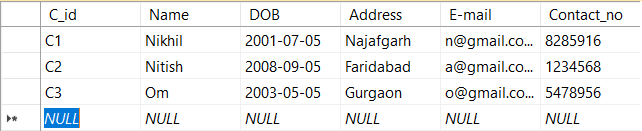 C_id Name DOB Address E-mail Contact_no
C1 Nikhil 2001-07-05 Najafgarh n@gmail.co... 8285916
C2 Nitish 2008-09-05 Faridabad a@gmail.co... 1234568
C3 Om 2003-05-05 Gurgaon o@gmail.co... 5478956
NULL NULL NULL NULL NULL NULL